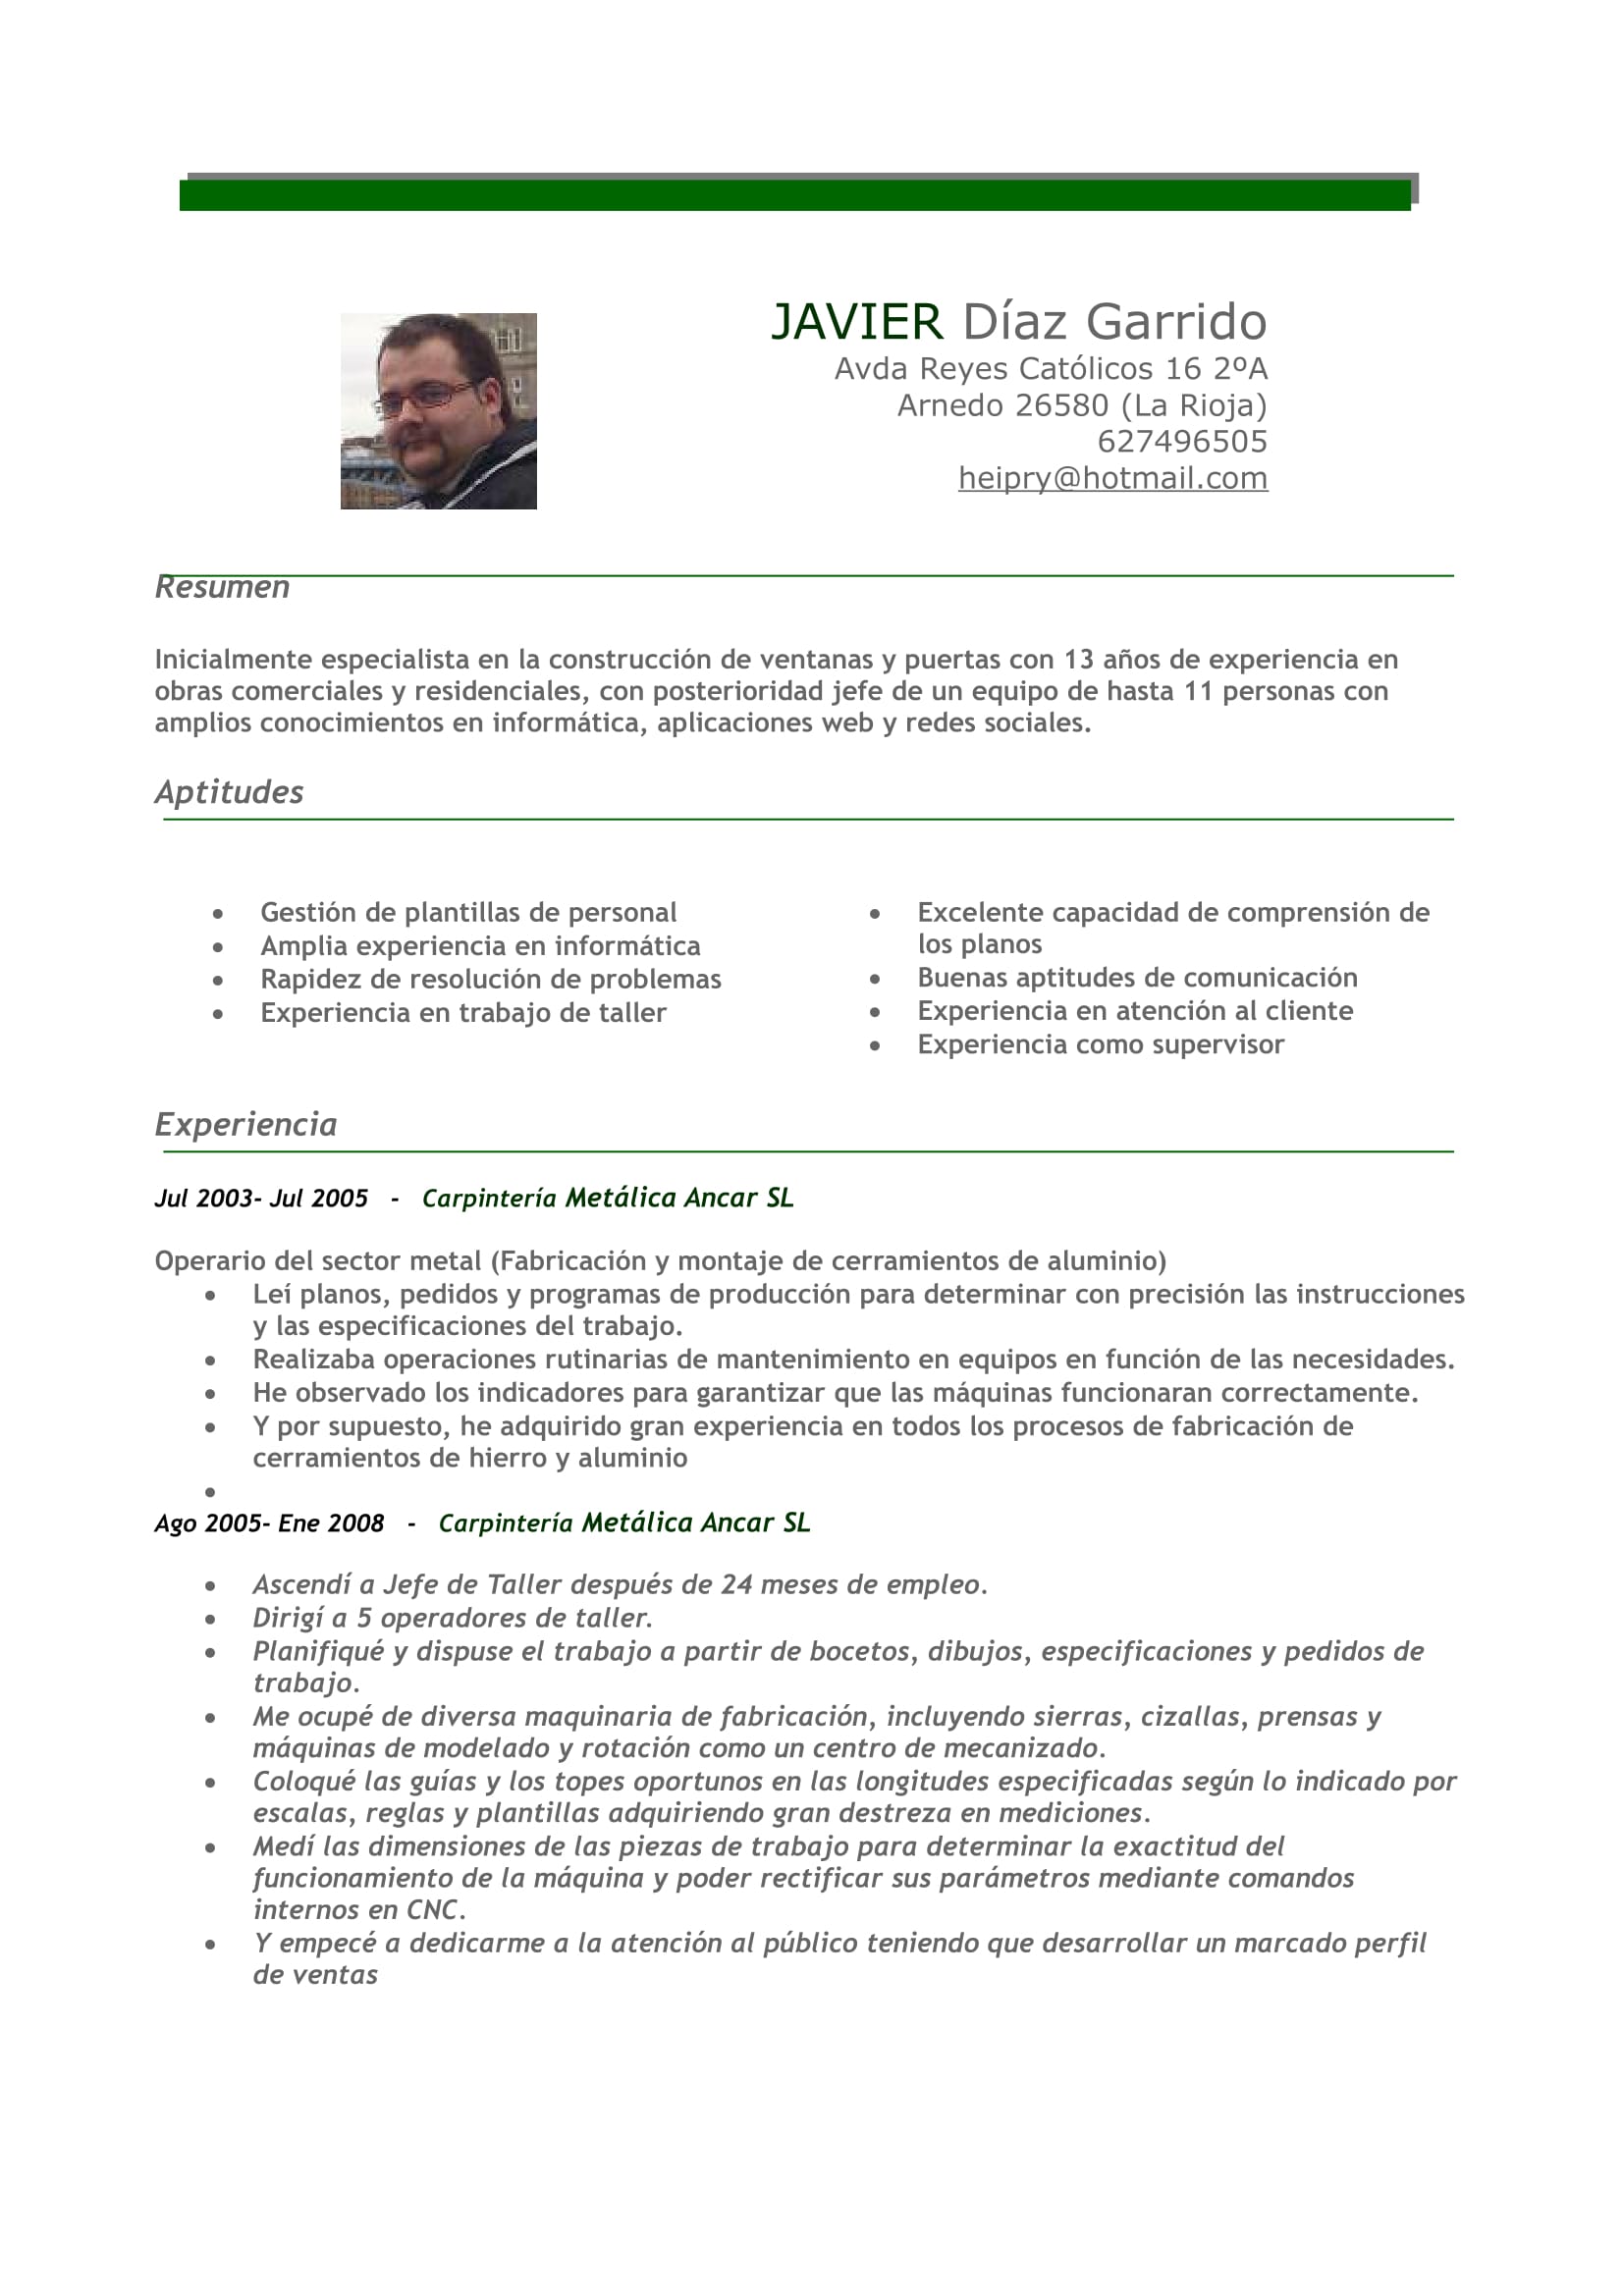 JAVIER Díaz Garrido
Avda Reyes Católicos 16 2ºA
Arnedo 26580 (La Rioja)
627496505
heipry@hotmail.com
Resumen
Inicialmente especialista en la construcción de ventanas y puertas con 13 años de experiencia en
obras comerciales y residenciales, con posterioridad jefe de un equipo de hasta 11 personas con
amplios conocimientos en informática, aplicaciones web y redes sociales.
Aptitudes
• Gestión de plantillas de personal
• Amplia experiencia en informática
• Rapidez de resolución de problemas
• Experiencia en trabajo de taller
• Excelente capacidad de comprensión de
los planos
• Buenas aptitudes de comunicación
• Experiencia en atención al cliente
• Experiencia como supervisor
Experiencia
Jul 2003- Jul 2005 - Carpintería Metálica Ancar SL
Operario del sector metal (Fabricación y montaje de cerramientos de aluminio)
• Leí planos, pedidos y programas de producción para determinar con precisión las instrucciones
y las especificaciones del trabajo.
• Realizaba operaciones rutinarias de mantenimiento en equipos en función de las necesidades.
• He observado los indicadores para garantizar que las máquinas funcionaran correctamente.
• Y por supuesto, he adquirido gran experiencia en todos los procesos de fabricación de
cerramientos de hierro y aluminio
•
Ago 2005- Ene 2008 - Carpintería Metálica Ancar SL
• Ascendí a Jefe de Taller después de 24 meses de empleo.
• Dirigí a 5 operadores de taller.
• Planifiqué y dispuse el trabajo a partir de bocetos, dibujos, especificaciones y pedidos de
trabajo.
• Me ocupé de diversa maquinaria de fabricación, incluyendo sierras, cizallas, prensas y
máquinas de modelado y rotación como un centro de mecanizado.
• Coloqué las guías y los topes oportunos en las longitudes especificadas según lo indicado por
escalas, reglas y plantillas adquiriendo gran destreza en mediciones.
• Medí las dimensiones de las piezas de trabajo para determinar la exactitud del
funcionamiento de la máquina y poder rectificar sus parámetros mediante comandos
internos en CNC.
• Y empecé a dedicarme a la atención al público teniendo que desarrollar un marcado perfil
de ventas